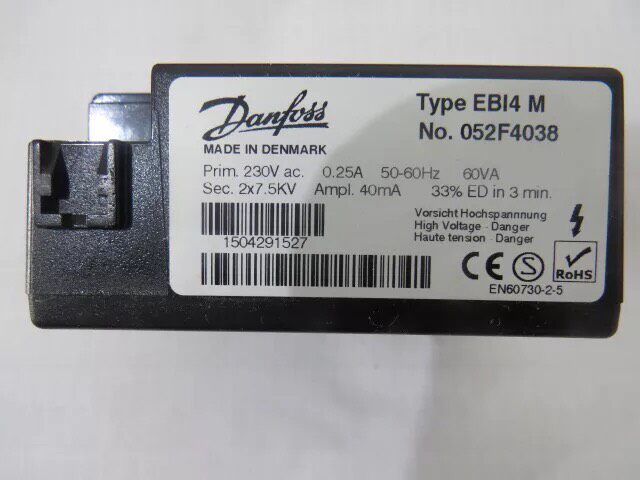 Danfoss
MADE IN DENMARK
Type EBI4 M
No. 052F4038
Prim. 230V ac. 0.25A 50-60Hz 60VA
Sec. 2x7.5KV Ampl. 40mA 33% ED in 3 min.
Vorsicht Hochspannnung
High Voltage - Danger
Haute tension - Danger
1504291527
CE S RoHS
EN60730-2-5